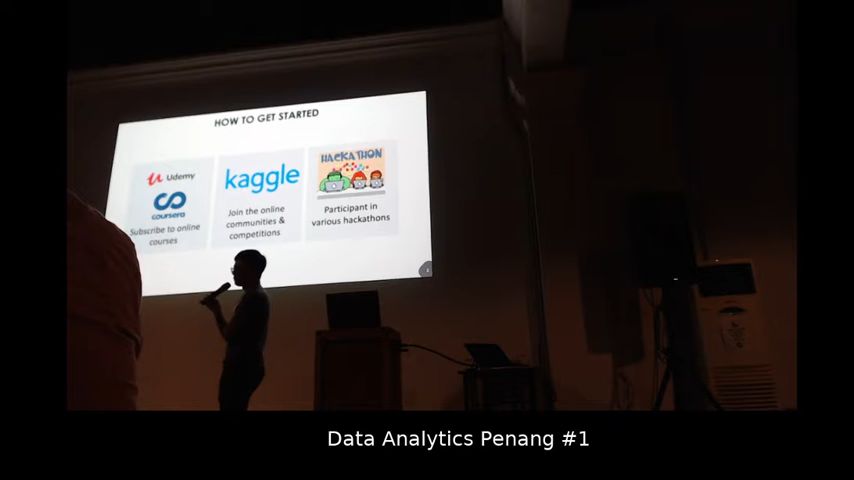 HOW TO GET STARTED
Udemy
coursera
Subscribe to online
courses
kaggle
Join the online
communities &
competitions
HACKATHON
Participant in
various hackathons
Data Analytics Penang #1